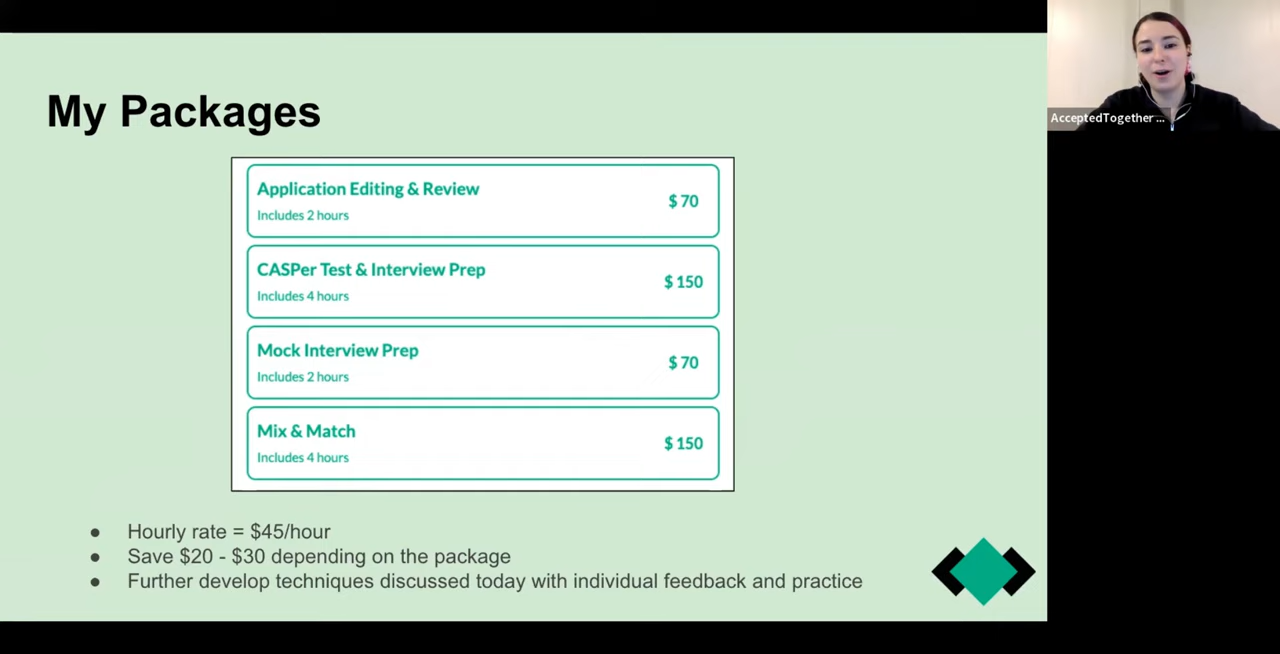 My Packages
Application Editing & Review
Includes 2 hours
$ 70
CASPer Test & Interview Prep
Includes 4 hours
$ 150
Mock Interview Prep
Includes 2 hours
$ 70
Mix & Match
Includes 4 hours
$ 150
● Hourly rate = $45/hour
● Save $20 - $30 depending on the package
● Further develop techniques discussed today with individual feedback and practice
AcceptedTogether ...